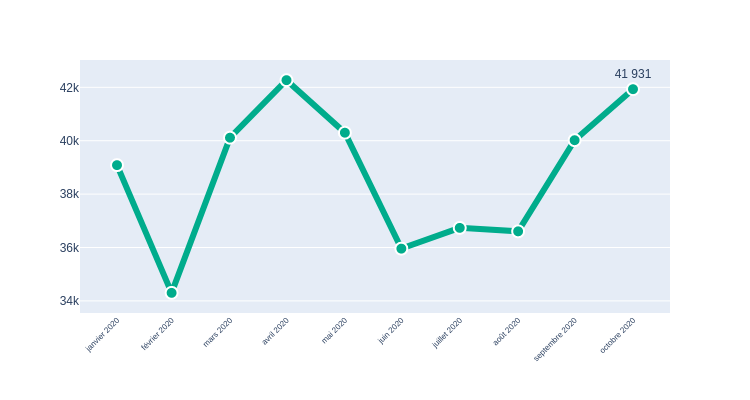 41 931
42k
40k
38k
36k
34k
janvier 2020
février 2020
mars 2020
avril 2020
mai 2020
juin 2020
juillet 2020
août 2020
septembre 2020
octobre 2020